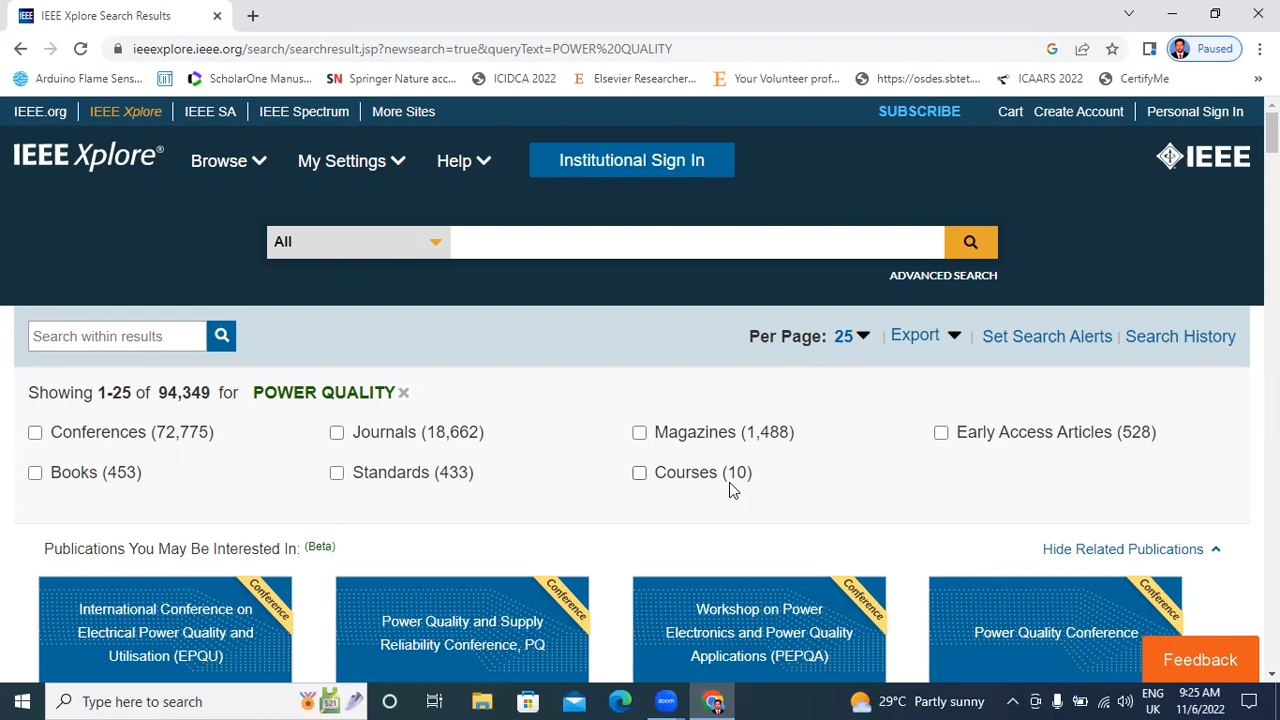 IEEE Xplore Search Results
ieeexplore.ieee.org/search/searchresult.jsp?newsearch=true&queryText=POWER%20QUALITY
Paused
Arduino Flame Sens...
ScholarOne Manus...
SN Springer Nature acc...
ICIDCA 2022
E Elsevier Researcher...
E Your Volunteer prof...
https://osdes.sbtet....
ICAARS 2022
CertifyMe
»
IEEE.org
IEEE Xplore
IEEE SA
IEEE Spectrum
More Sites
SUBSCRIBE
Cart
Create Account
Personal Sign In
IEEE Xplore®
Browse
My Settings
Help
Institutional Sign In
IEEE
All
ADVANCED SEARCH
Search within results
Per Page: 25
Export
Set Search Alerts
Search History
Showing 1-25 of 94,349 for POWER QUALITY ×
Conferences (72,775)
Journals (18,662)
Magazines (1,488)
Early Access Articles (528)
Books (453)
Standards (433)
Courses (10)
Publications You May Be Interested In: (Beta)
Hide Related Publications
Conference
International Conference on
Electrical Power Quality and
Utilisation (EPQU)
Conference
Power Quality and Supply
Reliability Conference, PQ
Conference
Workshop on Power
Electronics and Power Quality
Applications (PEPQA)
Conference
Power Quality Conference
Feedback
Type here to search
521
zoom
29°C Partly sunny
ENG
UK
9:25 AM
11/6/2022